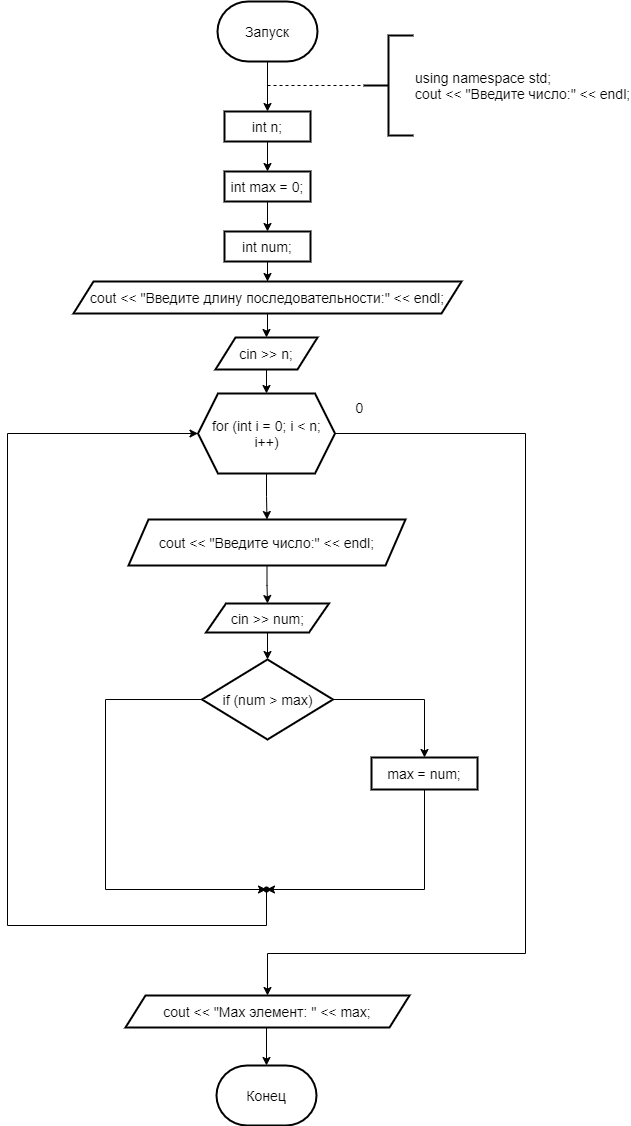 Запуск
using namespace std;
cout << "Введите число:" << endl;
int n;
int max = 0;
int num;
cout << "Введите длину последовательности:" << endl;
cin >> n;
0
for (int i = 0; i < n;
i++)
cout << "Введите число:" << endl;
cin >> num;
if (num > max)
max = num;
cout << "Max элемент: " << max;
Конец